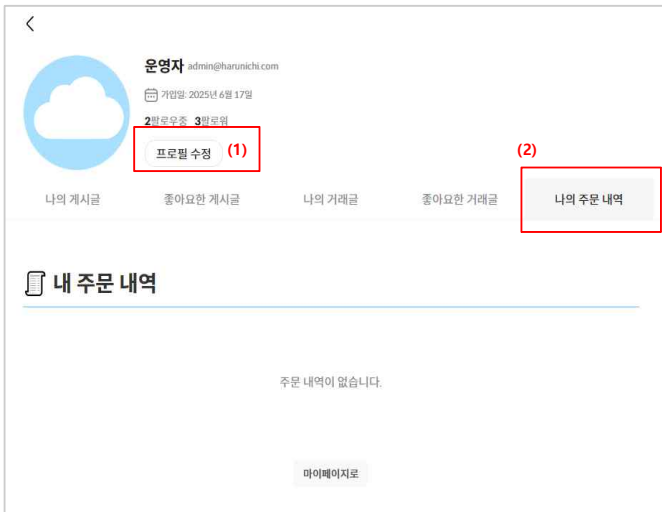 운영자 admin@harunichi.com
가입일: 2025년 6월 17일
2팔로우중 3팔로워
프로필 수정 (1)
(2)
나의 게시글 좋아요한 게시글 나의 거래글 좋아요한 거래글 나의 주문 내역
내 주문 내역
주문 내역이 없습니다.
마이페이지로